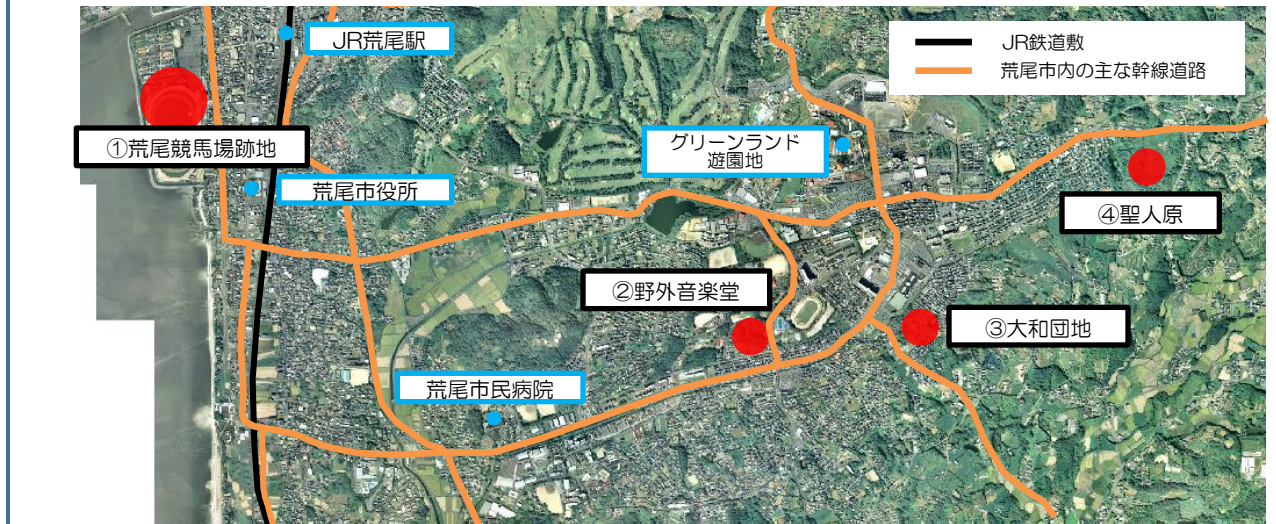 JR荒尾駅
JR鉄道敷
荒尾市内の主な幹線道路
①荒尾競馬場跡地
グリーンランド
遊園地
荒尾市役所
④聖人原
②野外音楽堂
③大和団地
荒尾市民病院